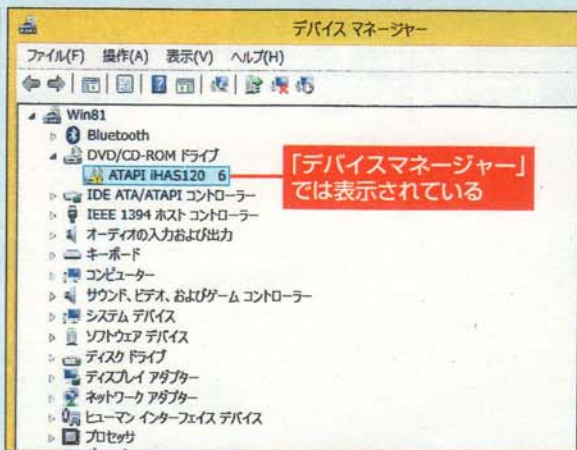 デバイス マネージャー
ファイル(F) 操作(A) 表示(V) ヘルプ(H)
Win81
Bluetooth
DVD/CD-ROM ドライブ
ATAPI iHAS120 6
「デバイスマネージャー」
では表示されている
IDE ATA/ATAPI コントローラー
IEEE 1394 ホスト コントローラー
オーディオの入力および出力
キーボード
コンピューター
サウンド、ビデオ、およびゲーム コントローラー
システム デバイス
ソフトウェア デバイス
ディスク ドライブ
ディスプレイ アダプター
ネットワーク アダプター
ヒューマン インターフェイス デバイス
プロセッサ